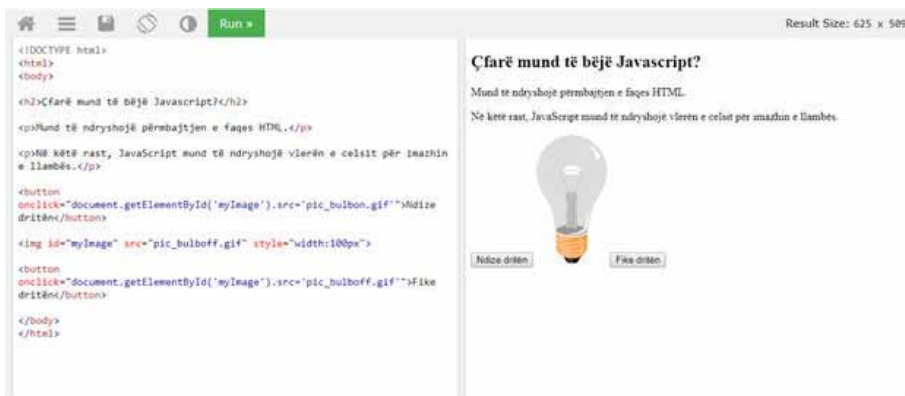 Run »
Result Size: 625 x 509
<!DOCTYPE html>
<html>
<body>
<h2>Çfarë mund të bëjë Javascript?</h2>
<p>Mund të ndryshojë përmbajtjen e faqes HTML.</p>
<p>Në këtë rast, JavaScript mund të ndryshojë vlerën e celsit për imazhin
e llambës.</p>
<button
onclick="document.getElementById('myImage').src='pic_bulbon.gif'">Ndize
dritën</button>
<img id="myImage" src="pic_bulboff.gif" style="width:100px">
<button
onclick="document.getElementById('myImage').src='pic_bulboff.gif'">Fike
dritën</button>
</body>
</html>
Çfarë mund të bëjë Javascript?
Mund të ndryshojë përmbajtjen e faqes HTML.
Në këtë rast, JavaScript mund të ndryshojë vlerën e celsit për imazhin e llambës.
Ndize dritën
Fike dritën